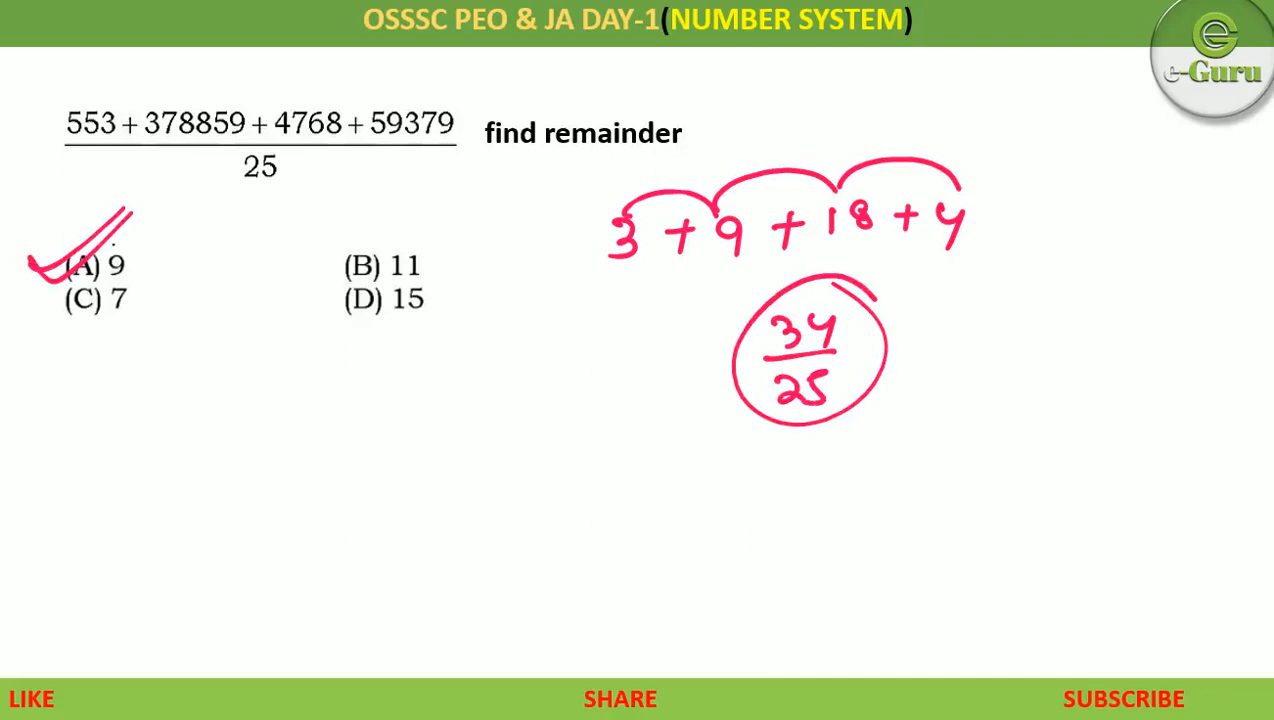 OSSSC PEO & JA DAY-1(NUMBER SYSTEM)
e
e-Guru
553 + 378859 + 4768 + 59379
25
find remainder
3 + 9 + 18 + 4
(A) 9
(B) 11
(C) 7
(D) 15
34
25
LIKE
SHARE
SUBSCRIBE